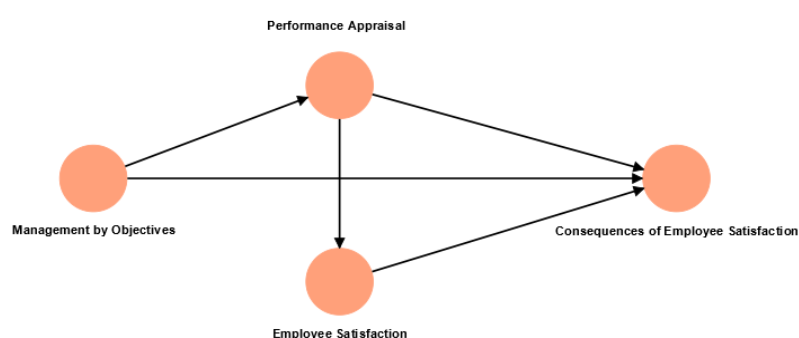 Performance Appraisal
Management by Objectives
Consequences of Employee Satisfaction
Employee Satisfaction